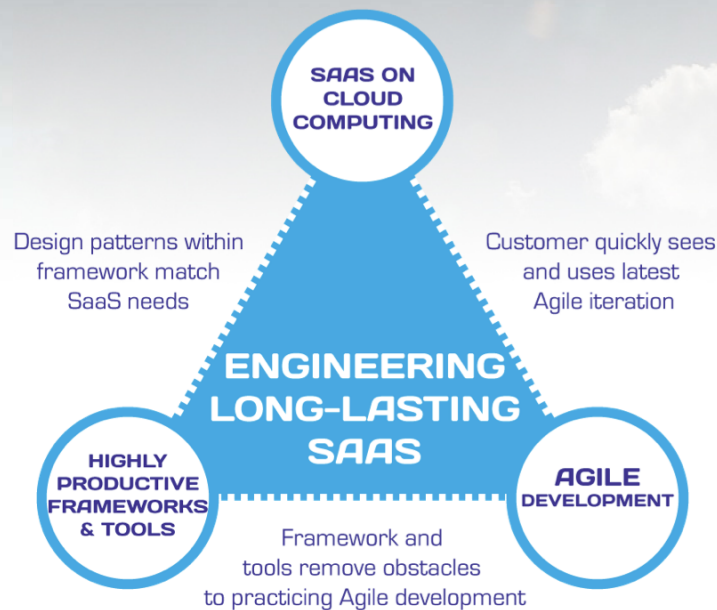 SAAS ON
CLOUD
COMPUTING
Design patterns within
framework match
SaaS needs
Customer quickly sees
and uses latest
Agile iteration
ENGINEERING
LONG-LASTING
SAAS
HIGHLY
PRODUCTIVE
FRAMEWORKS
& TOOLS
AGILE
DEVELOPMENT
Framework and
tools remove obstacles
to practicing Agile development